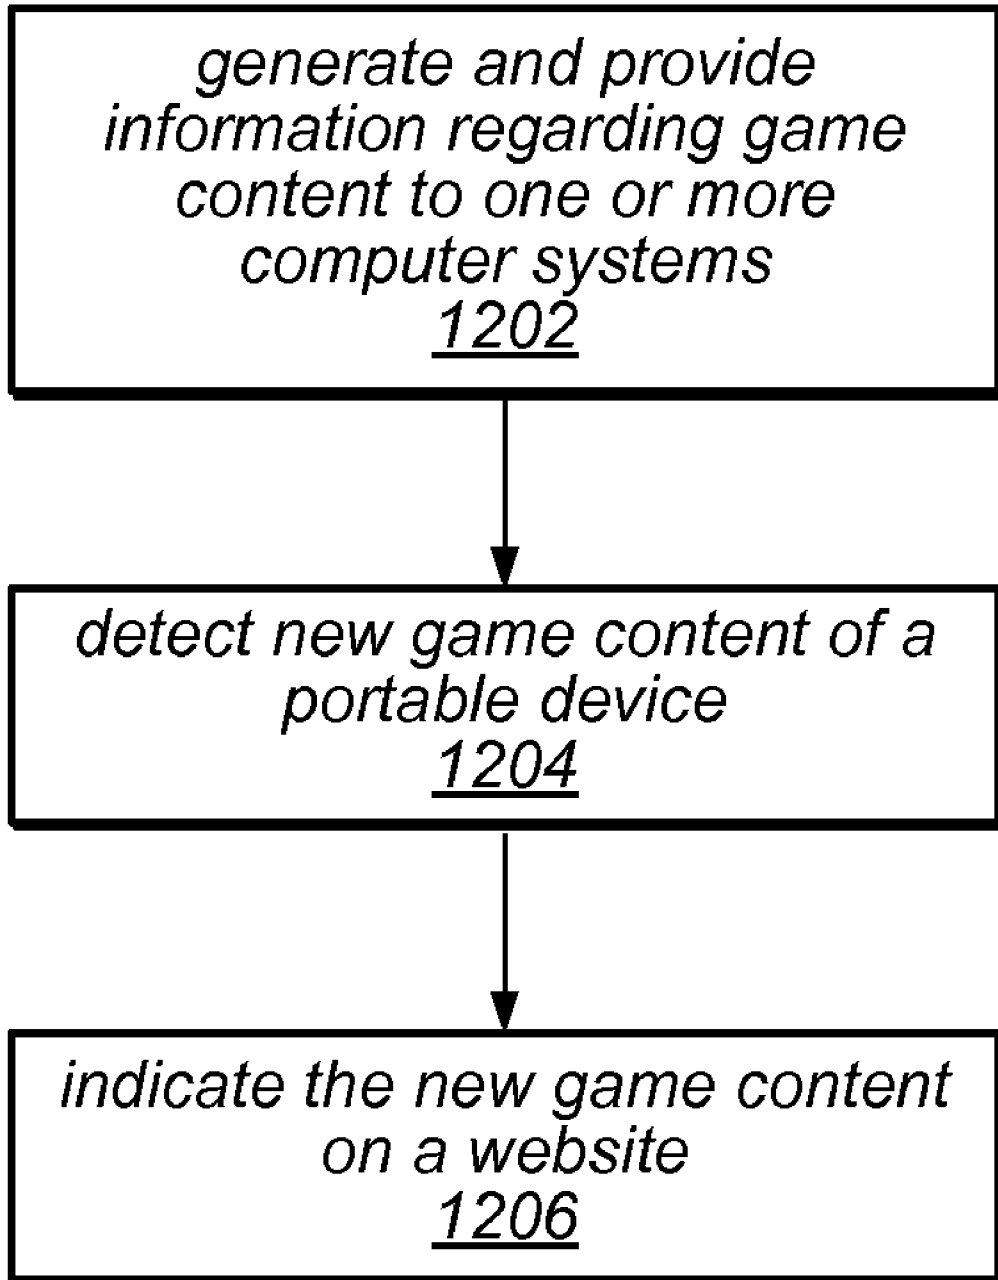 generate and provide
information regarding game
content to one or more
computer systems
1202
detect new game content of a
portable device
1204
indicate the new game content
on a website
1206